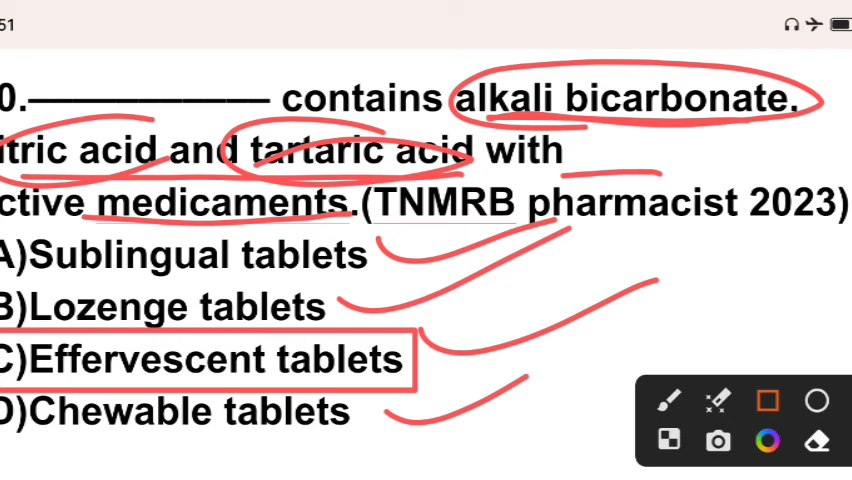 51
0.—————— contains alkali bicarbonate.
itric acid and tartaric acid with
ctive medicaments.(TNMRB pharmacist 2023)
A)Sublingual tablets
B)Lozenge tablets
C)Effervescent tablets
D)Chewable tablets